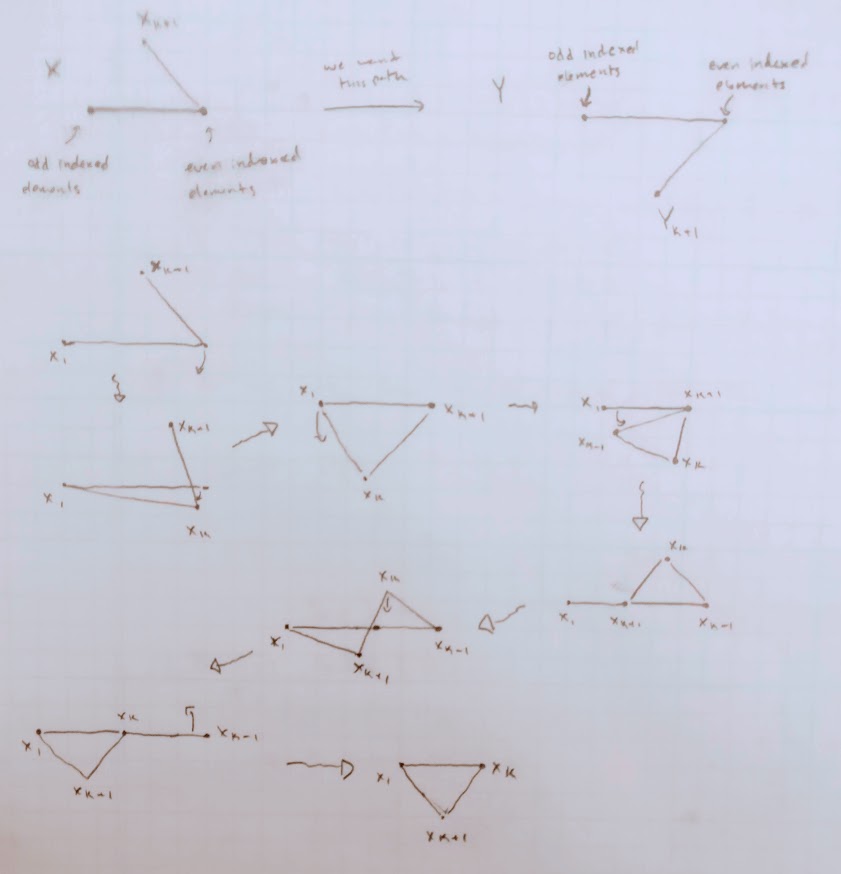 X_{k+1}
X
we want
this path
Y
odd indexed
elements
even indexed
elements
odd indexed
elements
even indexed
elements
Y_{k+1}
x_{k+1}
x_1
x_{k+1}
x_1
x_k
x_1
x_{k+1}
x_k
x_1
x_{k+1}
x_{k-1}
x_k
x_k
x_1
x_{k+1}
x_{k-1}
x_k
x_1
x_{k+1}
x_{k-1}
x_1
x_k
x_{k-1}
x_{k+1}
x_1
x_k
x_{k+1}